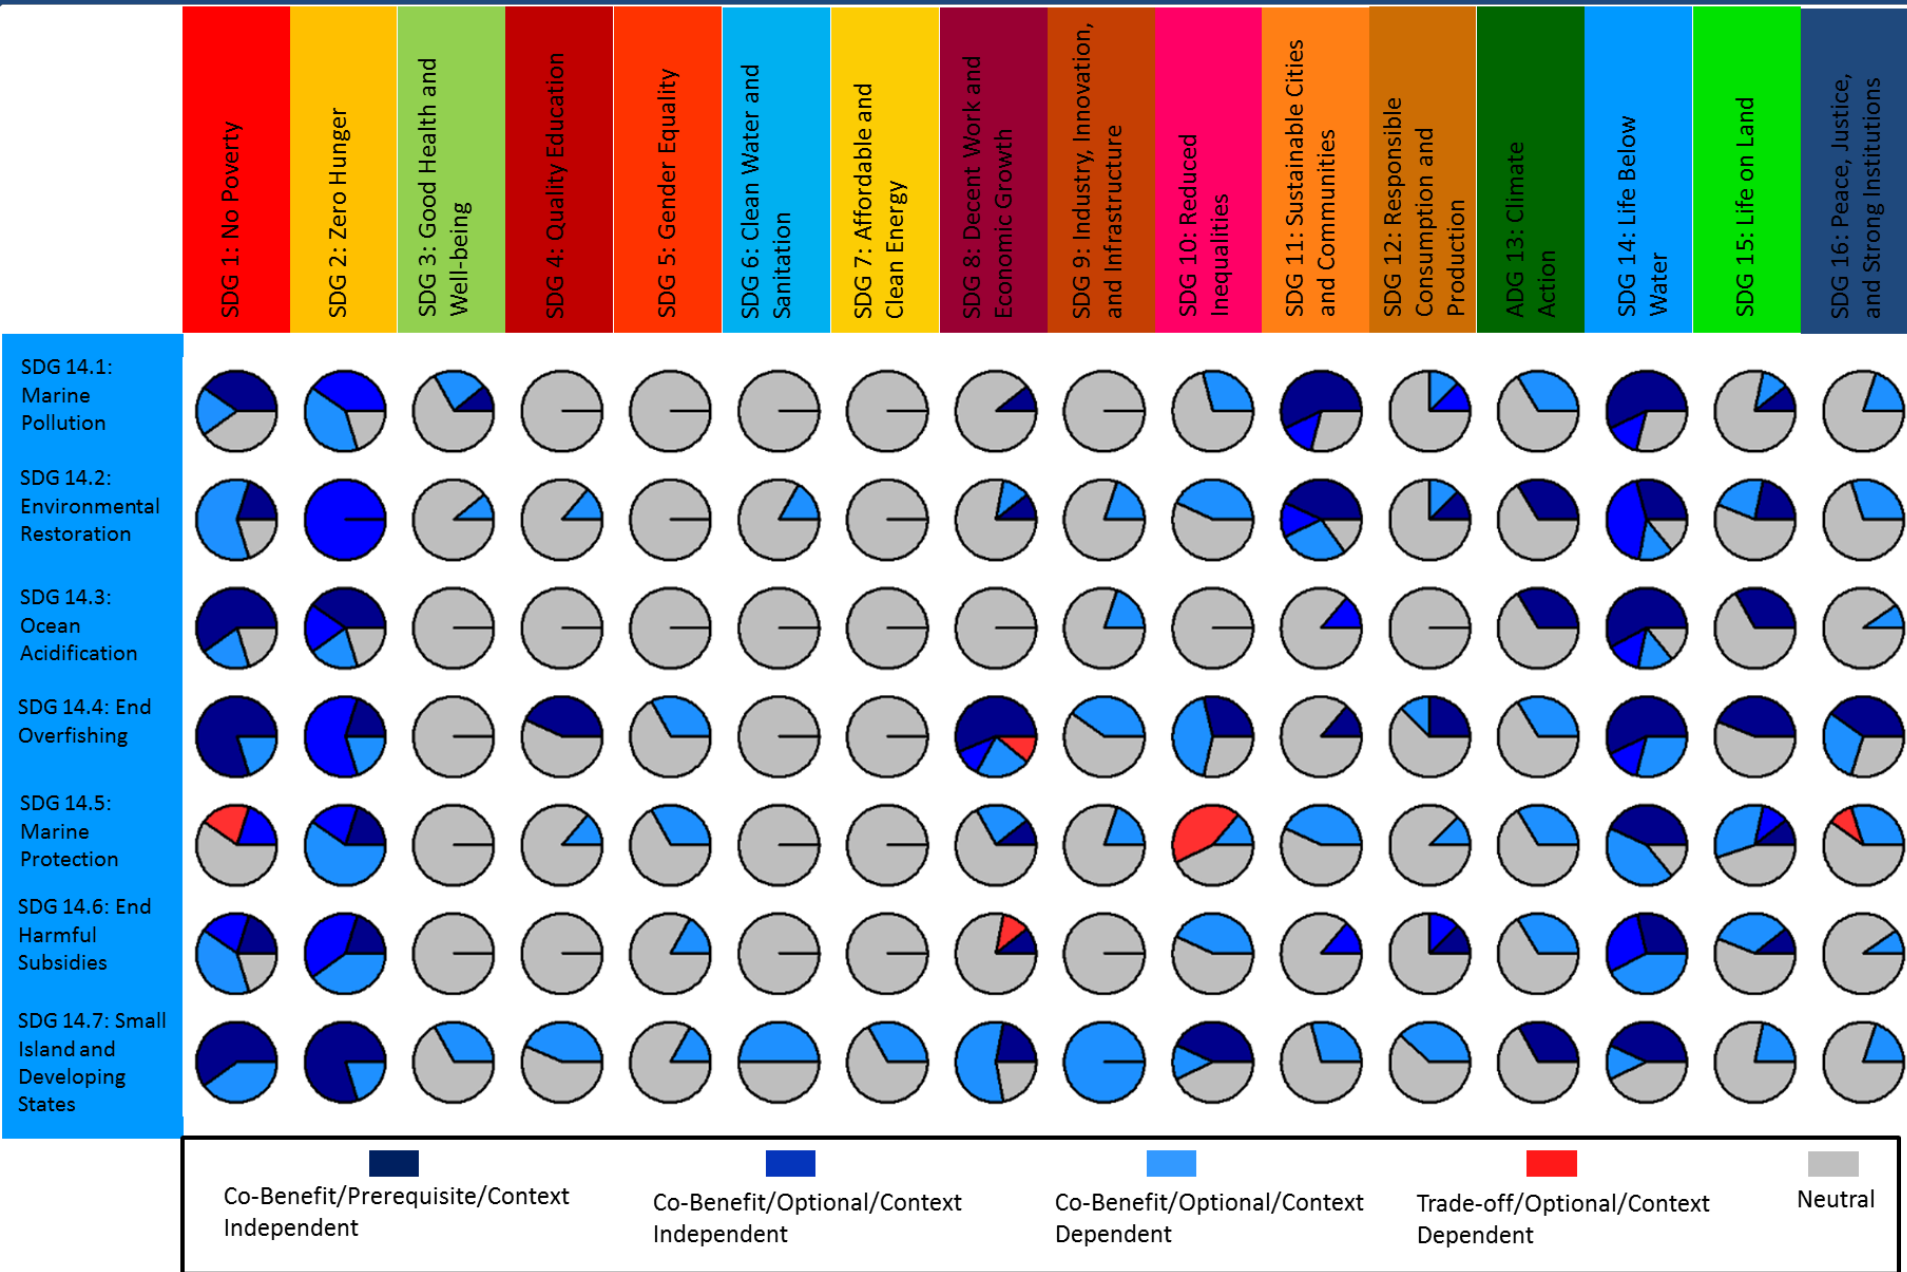 SDG 1: No Poverty
SDG 2: Zero Hunger
SDG 3: Good Health and
Well-being
SDG 4: Quality Education
SDG 5: Gender Equality
SDG 6: Clean Water and
Sanitation
SDG 7: Affordable and
Clean Energy
SDG 8: Decent Work and
Economic Growth
SDG 9: Industry, Innovation,
and Infrastructure
SDG 10: Reduced
Inequalities
SDG 11: Sustainable Cities
and Communities
SDG 12: Responsible
Consumption and
Production
ADG 13: Climate
Action
SDG 14: Life Below
Water
SDG 15: Life on Land
SDG 16: Peace, Justice,
and Strong Institutions
SDG 14.1:
Marine
Pollution
SDG 14.2:
Environmental
Restoration
SDG 14.3:
Ocean
Acidification
SDG 14.4: End
Overfishing
SDG 14.5:
Marine
Protection
SDG 14.6: End
Harmful
Subsidies
SDG 14.7: Small
Island and
Developing
States
Co-Benefit/Prerequisite/Context
Independent
Co-Benefit/Optional/Context
Independent
Co-Benefit/Optional/Context
Dependent
Trade-off/Optional/Context
Dependent
Neutral